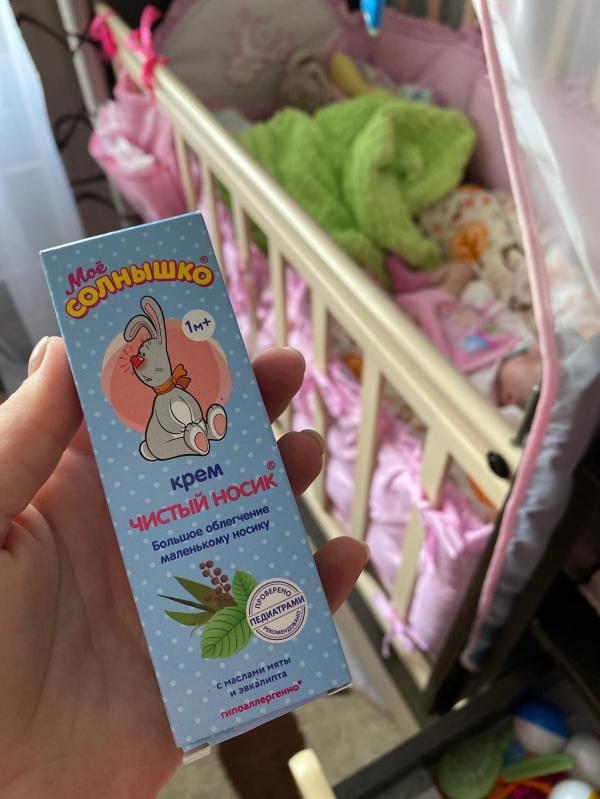 Моё
СОЛНЫШКО®
1м+
крем
ЧИСТЫЙ НОСИК®
Большое облегчение
маленькому носику
ПРОВЕРЕНО
ПЕДИАТРАМИ
РЕКОМЕНДОВАНО
с маслами мяты
и эвкалипта
гипоаллергенно*